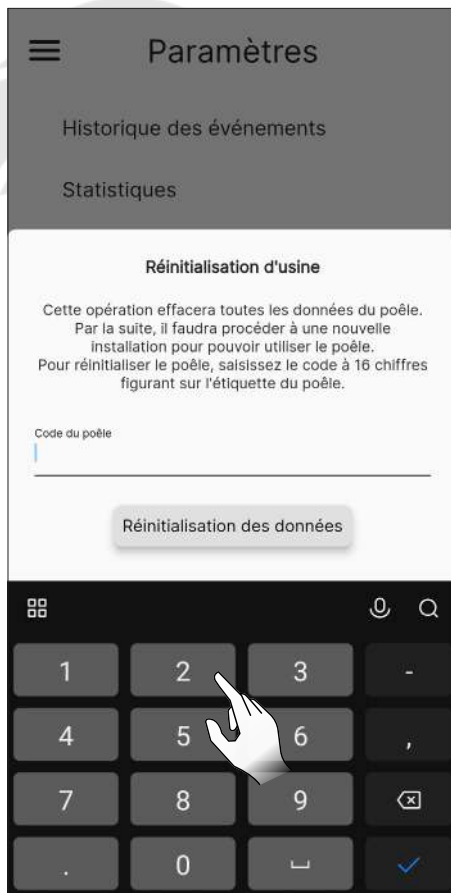 Paramètres
Historique des événements
Statistiques
Réinitialisation d'usine
Cette opération effacera toutes les données du poêle.
Par la suite, il faudra procéder à une nouvelle
installation pour pouvoir utiliser le poêle.
Pour réinitialiser le poêle, saisissez le code à 16 chiffres
figurant sur l'étiquette du poêle.
Code du poêle
Réinitialisation des données
1 2 3 -
4 5 6 ,
7 8 9
. 0